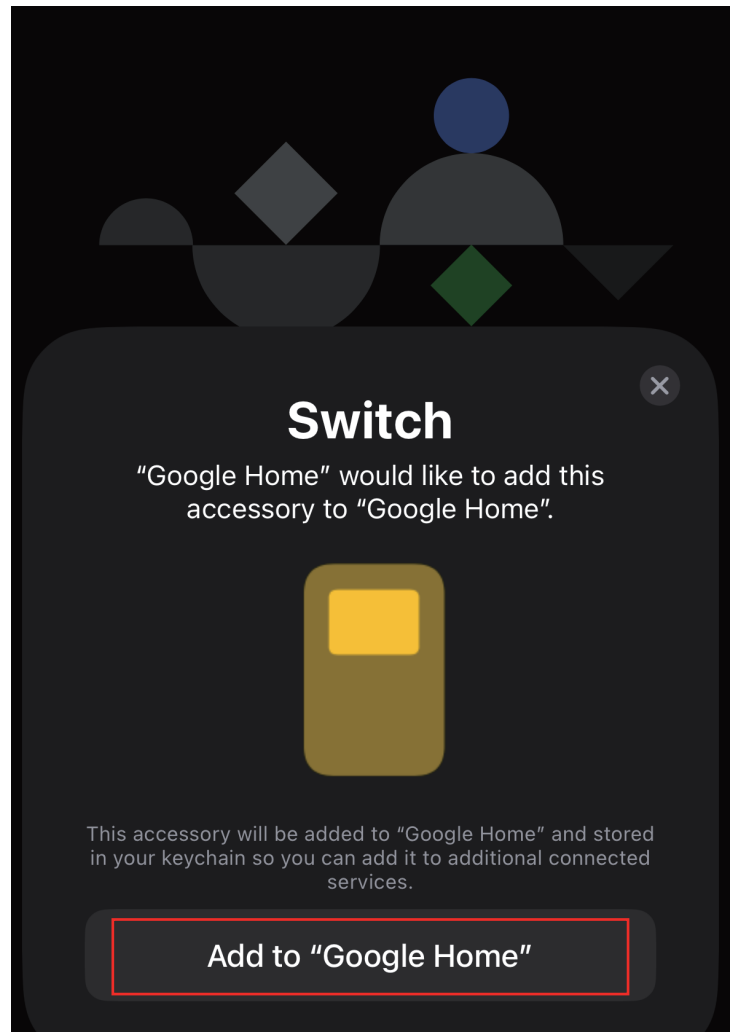 Switch
“Google Home” would like to add this
accessory to “Google Home”.
This accessory will be added to “Google Home” and stored
in your keychain so you can add it to additional connected
services.
Add to “Google Home”